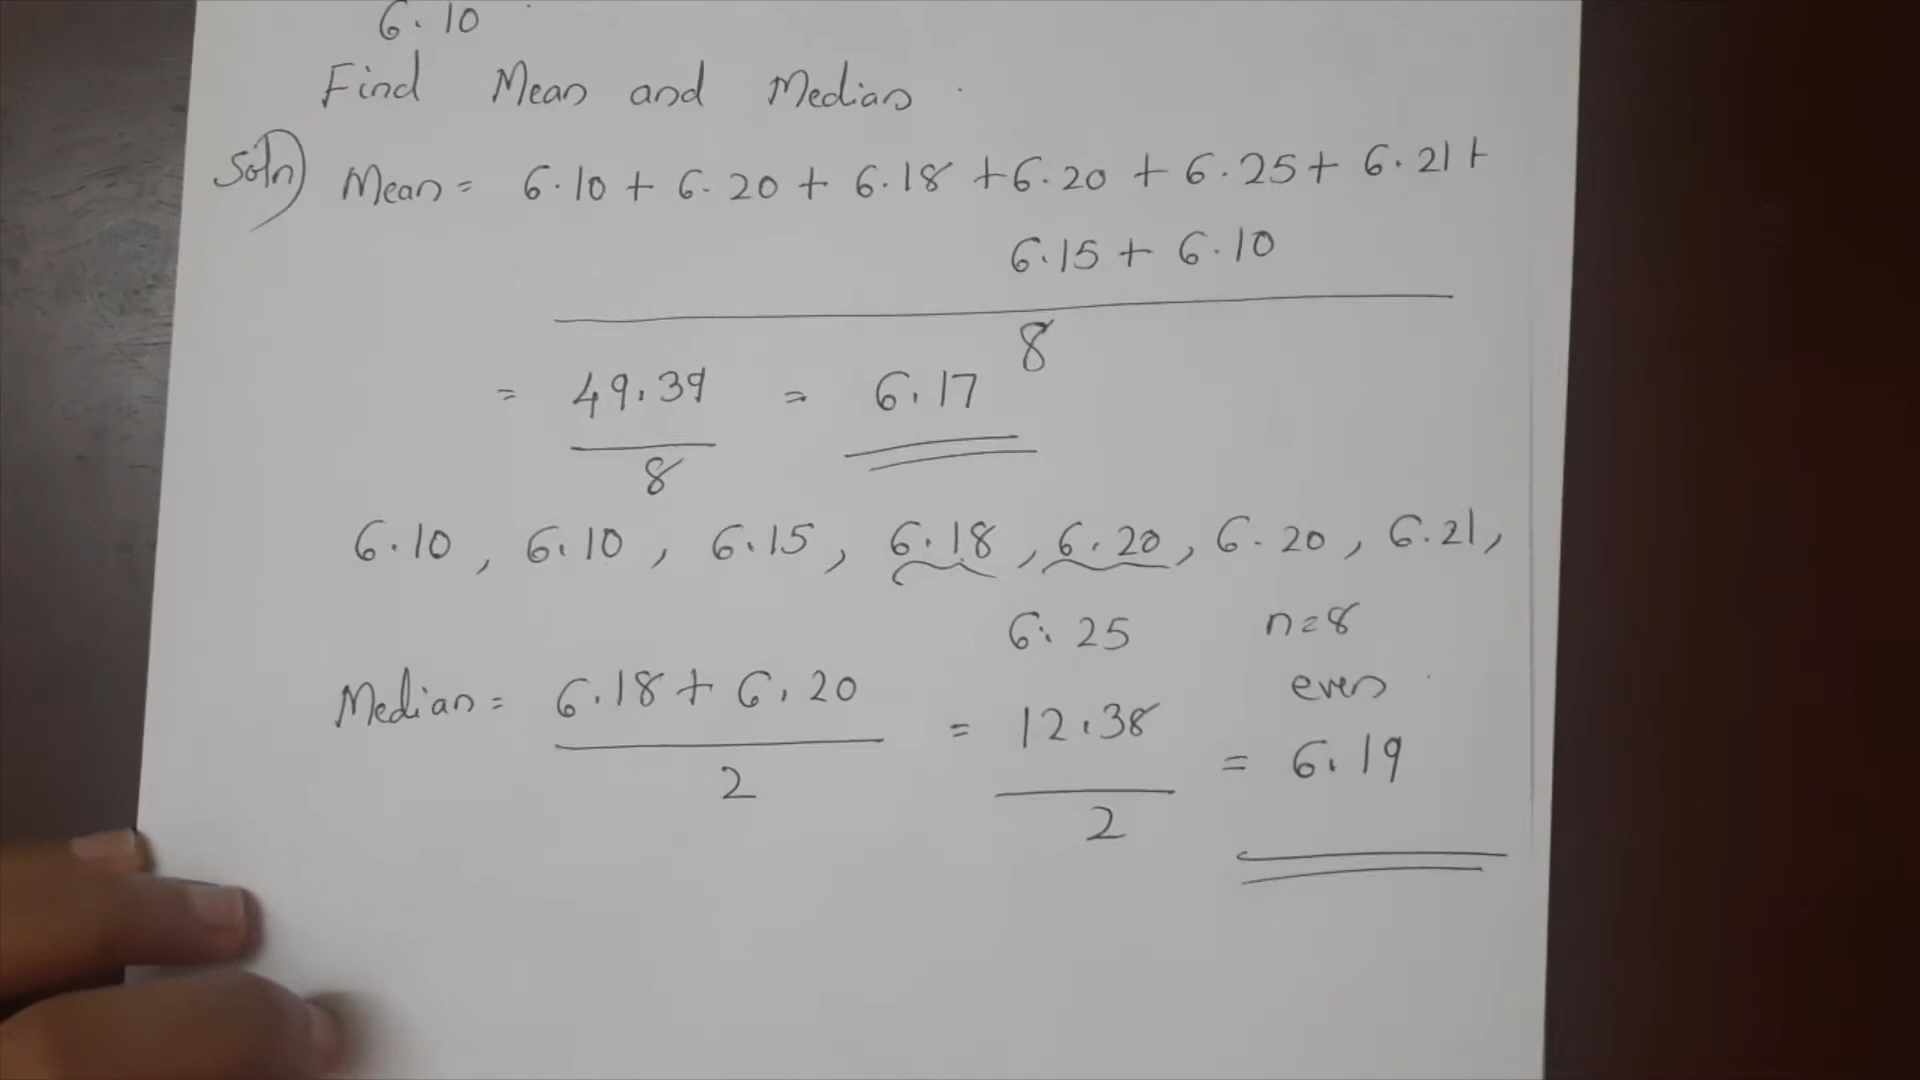 6.10
Find Mean and Median
Soln) Mean = 6.10 + 6.20 + 6.18 + 6.20 + 6.25 + 6.21 +
6.15 + 6.10
8
= 49.39 = 6.17
8
6.10, 6.10, 6.15, 6.18, 6.20, 6.20, 6.21,
6.25 n=8
even
Median = 6.18 + 6.20 = 12.38 = 6.19
2 2